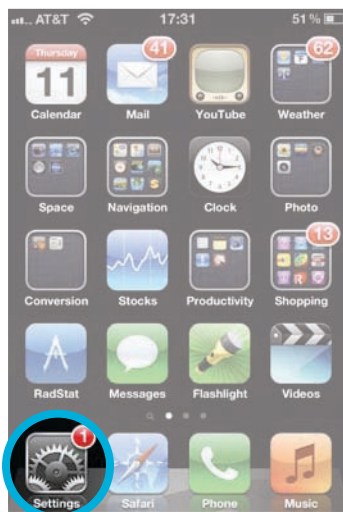 AT&T 17:31 51 %
41 62
Thursday
11
Calendar Mail YouTube Weather
Space Navigation Clock Photo
13
Conversion Stocks Productivity Shopping
RadStat Messages Flashlight Videos
1
Settings Safari Phone Music